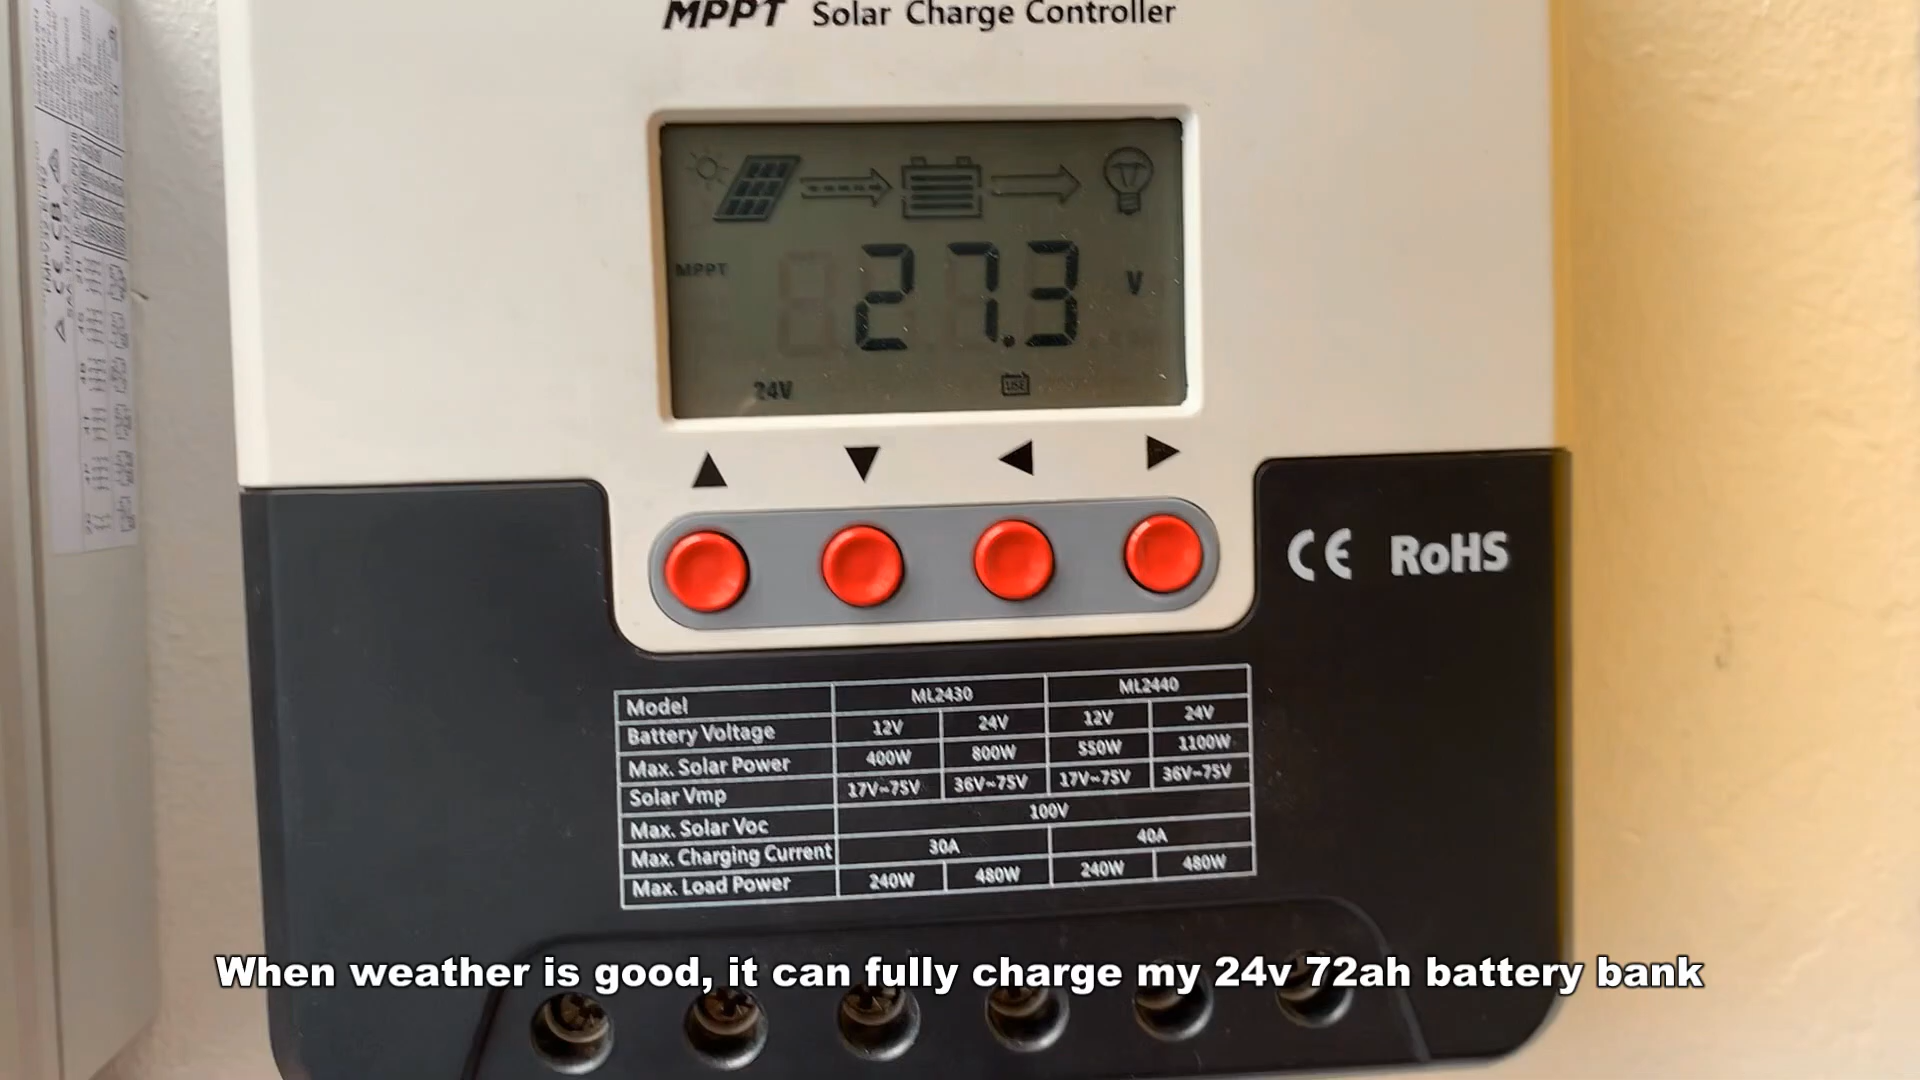 MPPT Solar Charge Controller
MPPT
27.3 V
24V
USE
CE RoHS
Model ML2430 ML2440
Battery Voltage 12V 24V 12V 24V
Max. Solar Power 400W 800W 550W 1100W
Solar Vmp 17V~75V 36V~75V 17V~75V 36V~75V
Max. Solar Voc 100V
Max. Charging Current 30A 40A
Max. Load Power 240W 480W 240W 480W
When weather is good, it can fully charge my 24v 72ah battery bank